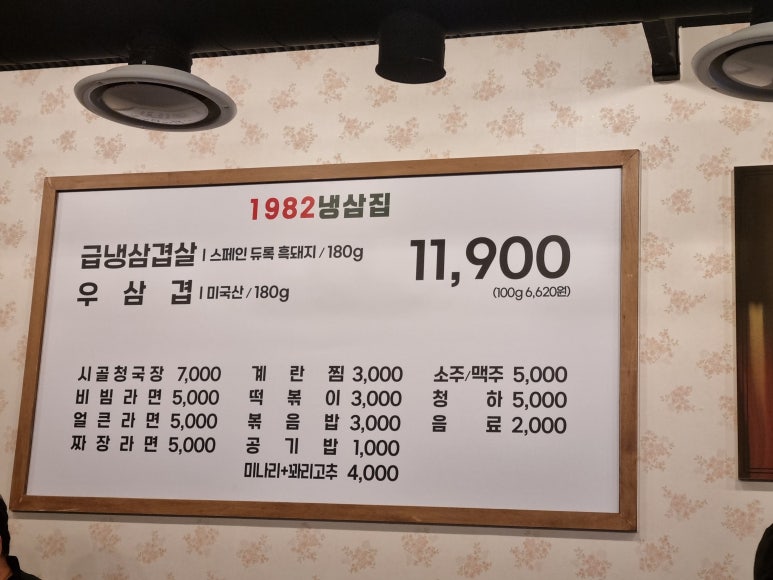 1982냉삼집
급냉삼겹살 | 스페인 듀록 흑돼지 / 180g
우삼겹 | 미국산 / 180g
11,900
(100g 6,620원)
시골청국장 7,000
비빔라면 5,000
얼큰라면 5,000
짜장라면 5,000
계란찜 3,000
떡볶이 3,000
볶음밥 3,000
공기밥 1,000
미나리+꽈리고추 4,000
소주/맥주 5,000
청하 5,000
음료 2,000